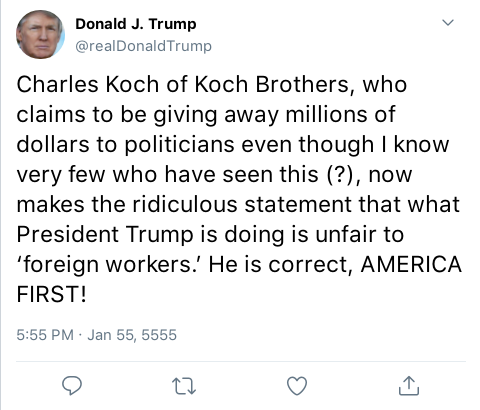 Donald J. Trump
@realDonaldTrump
Charles Koch of Koch Brothers, who
claims to be giving away millions of
dollars to politicians even though I know
very few who have seen this (?), now
makes the ridiculous statement that what
President Trump is doing is unfair to
‘foreign workers.’ He is correct, AMERICA
FIRST!
5:55 PM · Jan 55, 5555